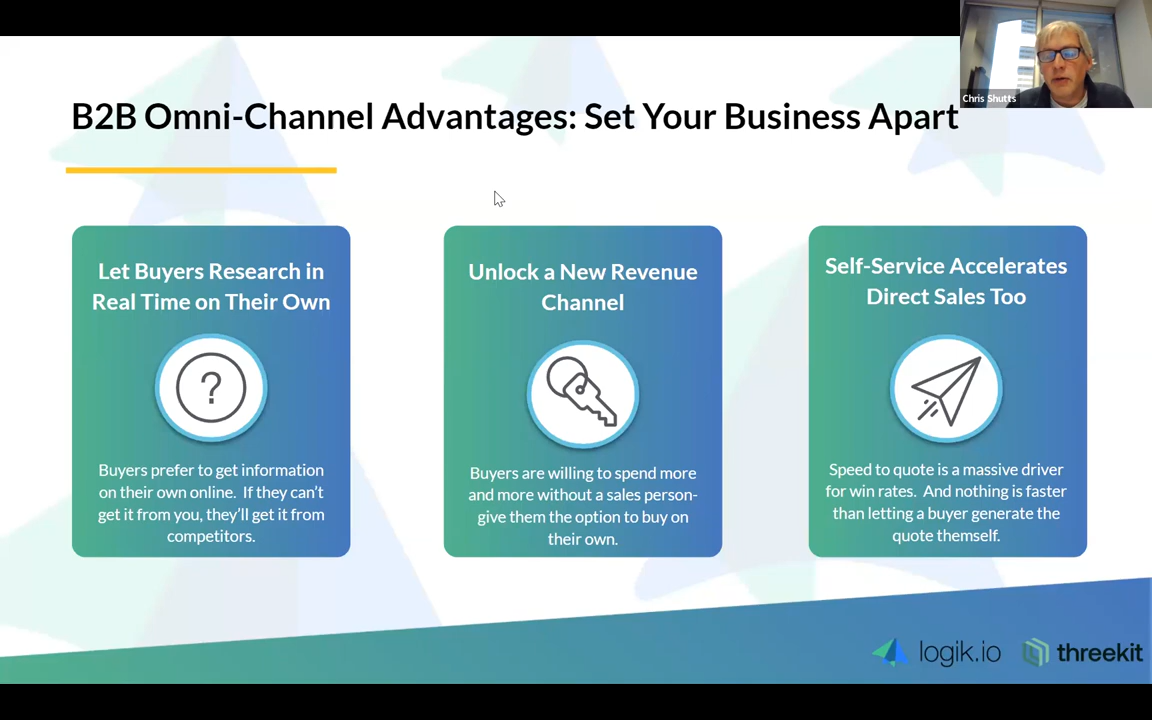 Chris Shutts
B2B Omni-Channel Advantages: Set Your Business Apart
Let Buyers Research in
Real Time on Their Own
?
Buyers prefer to get information
on their own online.  If they can't
get it from you, they'll get it from
competitors.
Unlock a New Revenue
Channel
Buyers are willing to spend more
and more without a sales person-
give them the option to buy on
their own.
Self-Service Accelerates
Direct Sales Too
Speed to quote is a massive driver
for win rates.  And nothing is faster
than letting a buyer generate the
quote themself.
logik.io
threekit